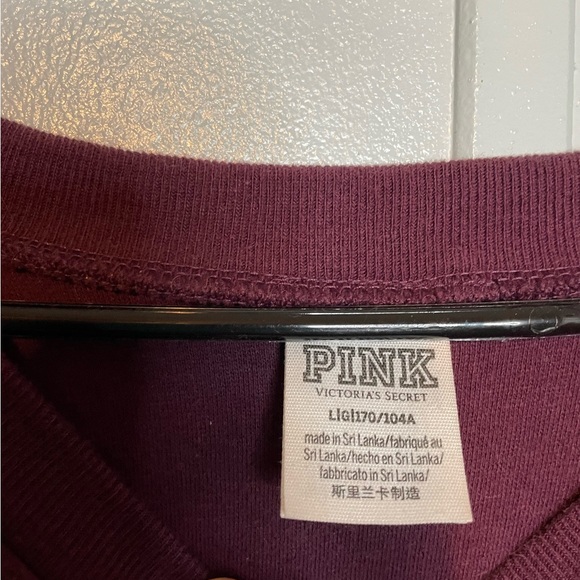 PINK
VICTORIA'S SECRET
L|G|170/104A
made in Sri Lanka/fabriqué au
Sri Lanka/hecho en Sri Lanka/
fabbricato in Sri Lanka/
斯里兰卡制造